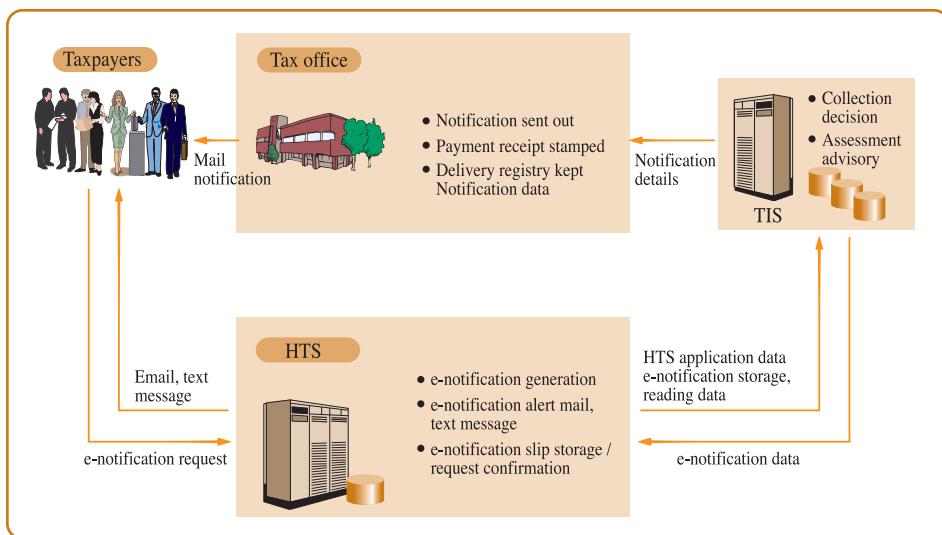 Taxpayers
Tax office
• Notification sent out
• Payment receipt stamped
• Delivery registry kept
Notification data
Mail
notification
Notification
details
• Collection
decision
• Assessment
advisory
TIS
HTS
• e-notification generation
• e-notification alert mail,
text message
• e-notification slip storage /
request confirmation
Email, text
message
e-notification request
HTS application data
e-notification storage,
reading data
e-notification data